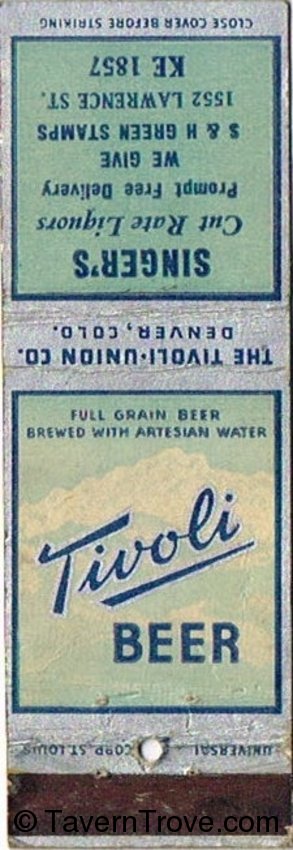 CLOSE COVER BEFORE STRIKING
SINGER'S
Cut Rate Liquors
Prompt Free Delivery
WE GIVE
S & H GREEN STAMPS
1552 LAWRENCE ST.
KE 1857
THE TIVOLI-UNION CO.
DENVER, COLO.
FULL GRAIN BEER
BREWED WITH ARTESIAN WATER
Tivoli
BEER
UNIVERSAL CORP. ST. LOUIS
© TavernTrove.com